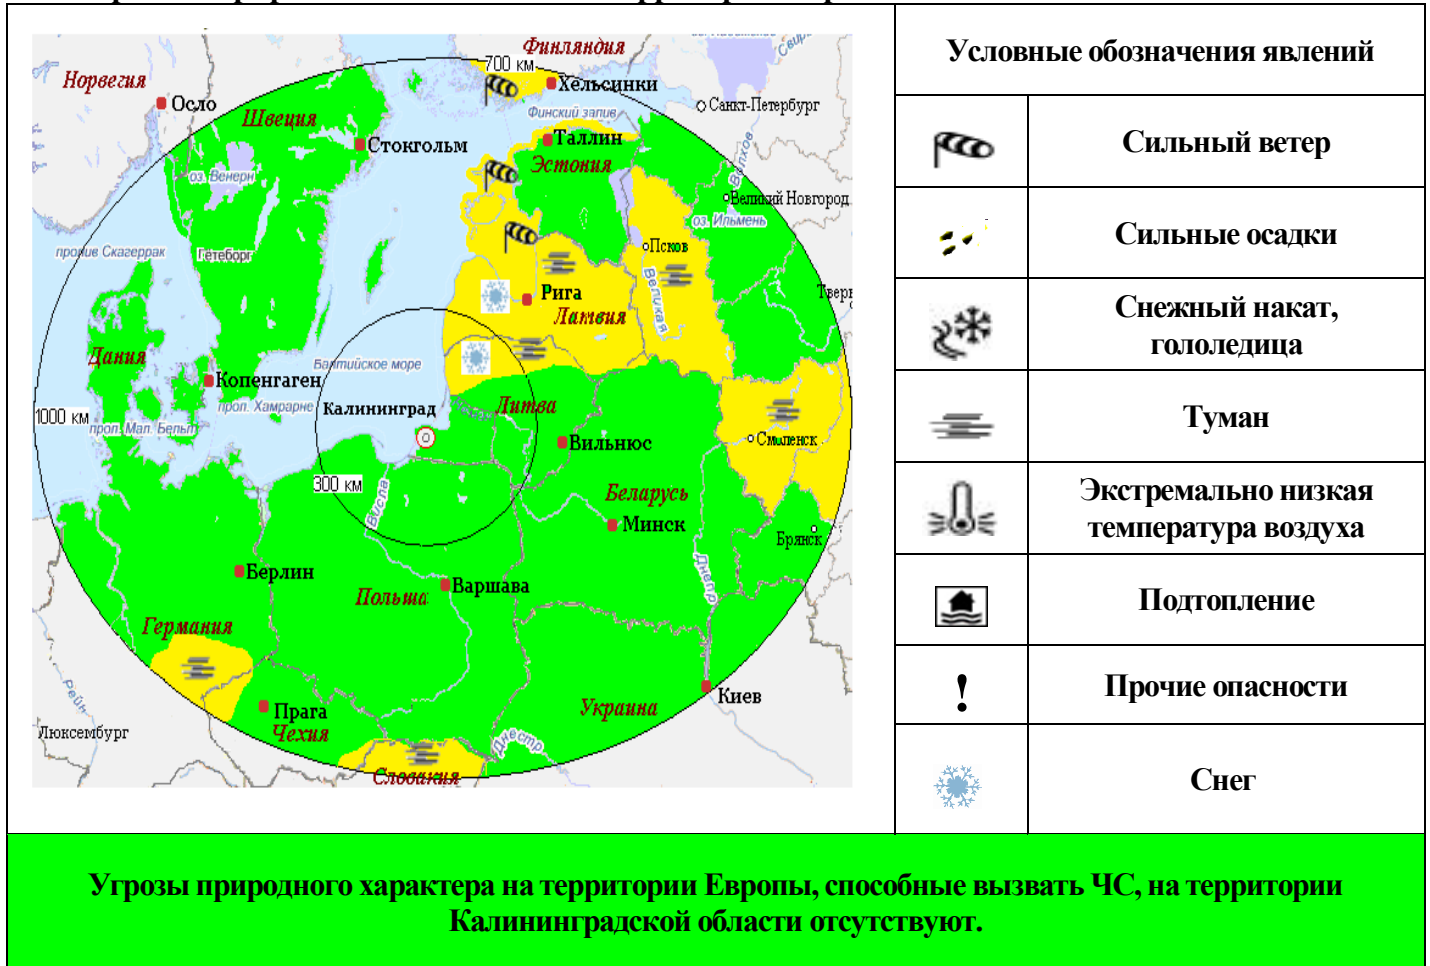 Финляндия
700 км
Норвегия
Хельсинки
Осло
Санкт-Петербург
Швеция
Финский залив
Стокгольм
Таллин
Эстония
Волхов
оз. Венерн
Великий Новгород
оз. Ильмень
Псков
пролив Скагеррак
Гётеборг
Великая
Рига
Тверь
Латвия
Дания
Балтийское море
Копенгаген
Литва
1000 км
проп. Хамрарне
Калининград
проп. Мал. Бельт
Вильнюс
Смоленск
300 км
Висла
Беларусь
Минск
Брянск
Берлин
Днепр
Варшава
Польша
Германия
Рейн
Киев
Прага
Украина
Люксембург
Чехия
Днестр
Словакия
Условные обозначения явлений
Сильный ветер
Сильные осадки
Снежный накат,
гололедица
Туман
Экстремально низкая
температура воздуха
Подтопление
!
Прочие опасности
Снег
Угрозы природного характера на территории Европы, способные вызвать ЧС, на территории
Калининградской области отсутствуют.